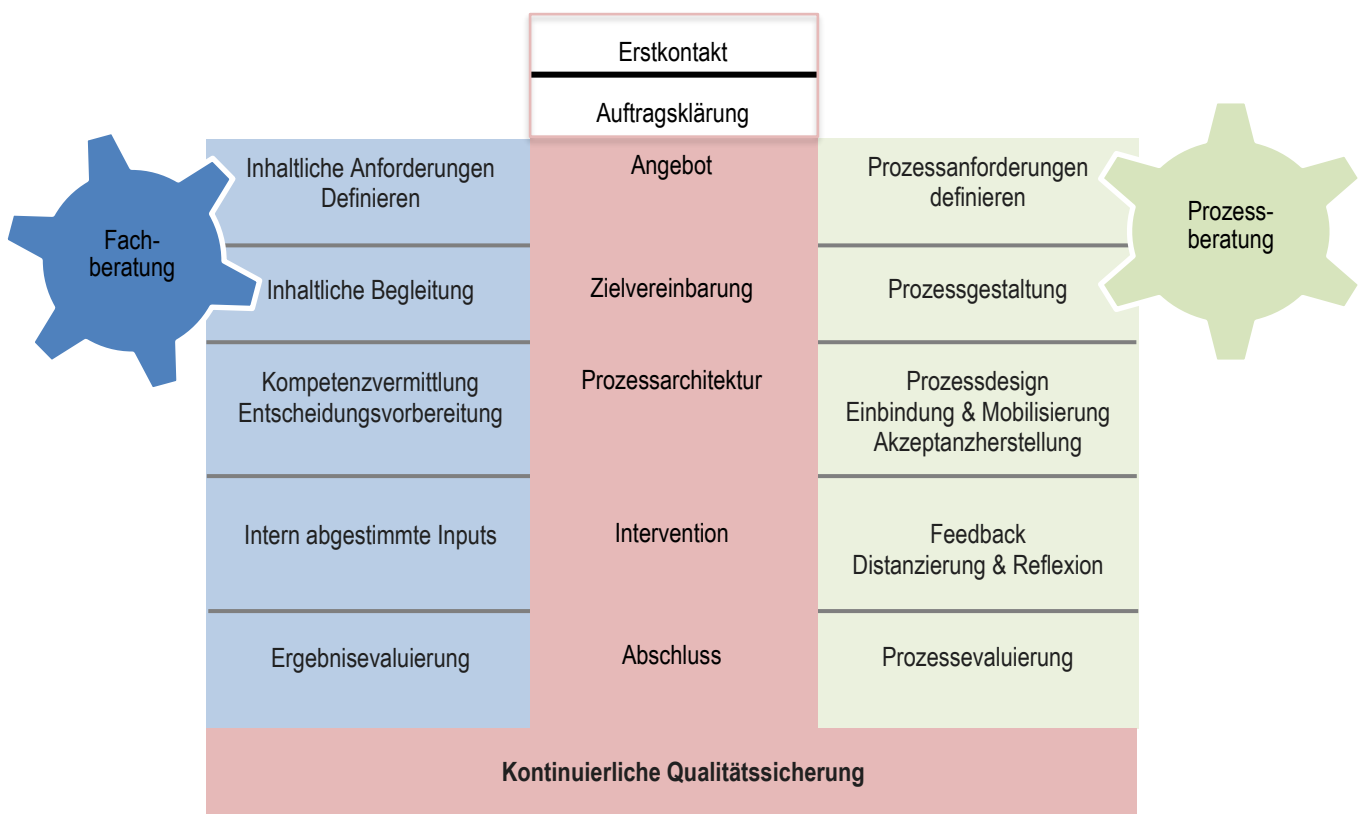 Erstkontakt
Auftragsklärung
Fach-
beratung
Prozess-
beratung
Inhaltliche Anforderungen
Definieren
Angebot
Prozessanforderungen
definieren
Inhaltliche Begleitung
Zielvereinbarung
Prozessgestaltung
Kompetenzvermittlung
Entscheidungsvorbereitung
Prozessarchitektur
Prozessdesign
Einbindung & Mobilisierung
Akzeptanzherstellung
Intern abgestimmte Inputs
Intervention
Feedback
Distanzierung & Reflexion
Ergebnisevaluierung
Abschluss
Prozessevaluierung
Kontinuierliche Qualitätssicherung